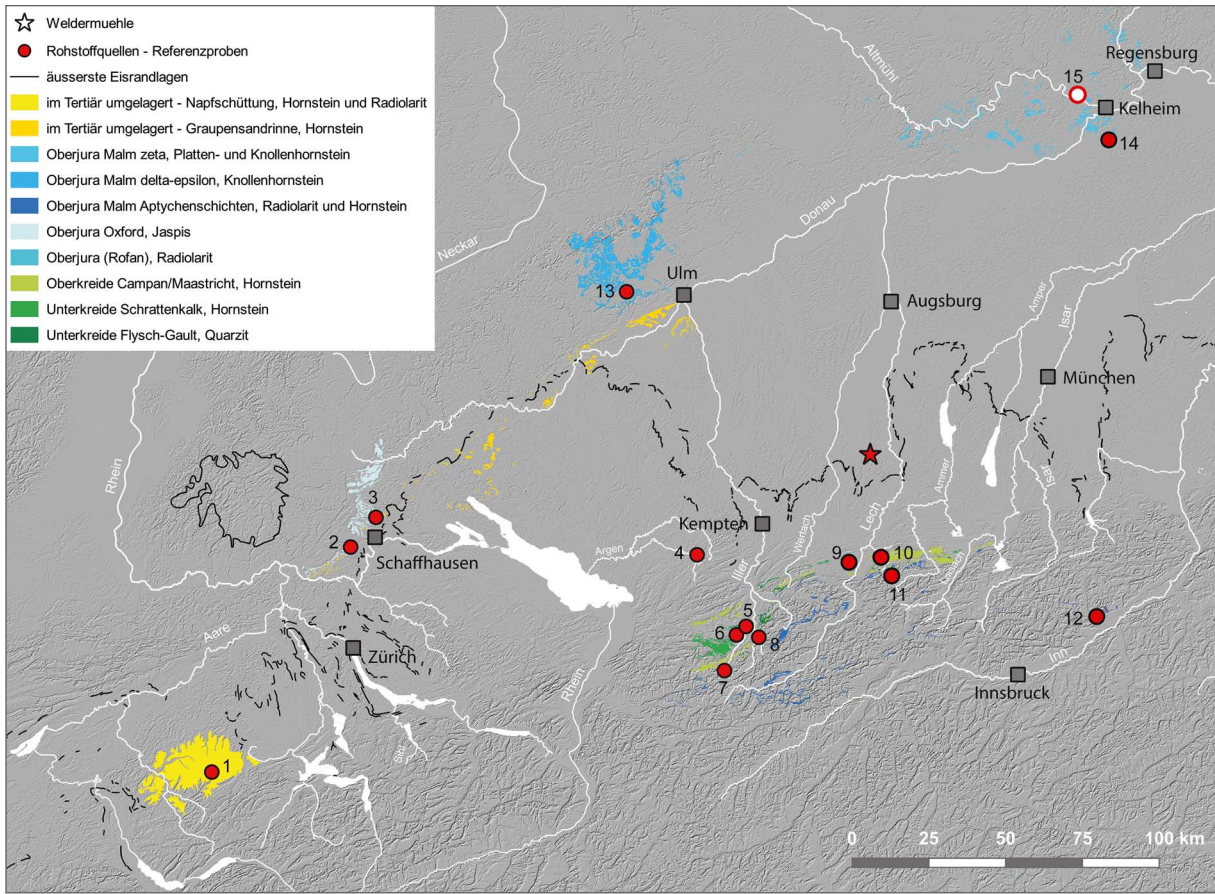 Weldermuehle
Rohstoffquellen - Referenzproben
äusserste Eisrandlagen
im Tertiär umgelagert - Napfschüttung, Hornstein und Radiolarit
im Tertiär umgelagert - Graupensandrinne, Hornstein
Oberjura Malm zeta, Platten- und Knollenhornstein
Oberjura Malm delta-epsilon, Knollenhornstein
Oberjura Malm Aptychenschichten, Radiolarit und Hornstein
Oberjura Oxford, Jaspis
Oberjura (Rofan), Radiolarit
Oberkreide Campan/Maastricht, Hornstein
Unterkreide Schrattenkalk, Hornstein
Unterkreide Flysch-Gault, Quarzit
Altmühl
Regensburg
15
Kelheim
14
Donau
Neckar
13
Ulm
Augsburg
Amper
Isar
München
Rhein
3
2
Schaffhausen
Argen
4
Kempten
Iller
Wertach
Lech
Ammer
Isar
9
10
11
12
5
6
7
8
Inn
Innsbruck
Rhein
Aare
Zürich
Sihl
1
0 25 50 75 100 km